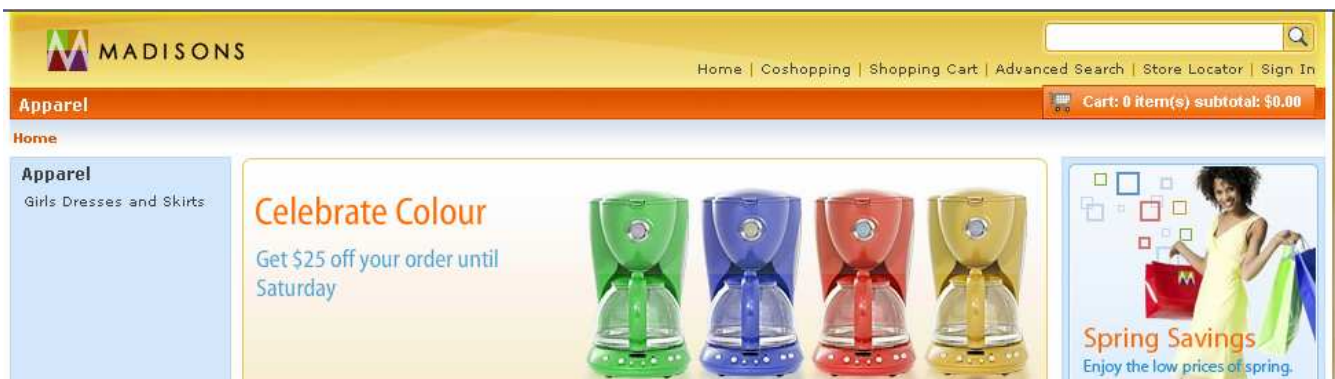 MADISONS
Home | Coshopping | Shopping Cart | Advanced Search | Store Locator | Sign In
Apparel
Cart: 0 item(s) subtotal: $0.00
Home
Apparel
Girls Dresses and Skirts
Celebrate Colour
Get $25 off your order until
Saturday
Spring Savings
Enjoy the low prices of spring.